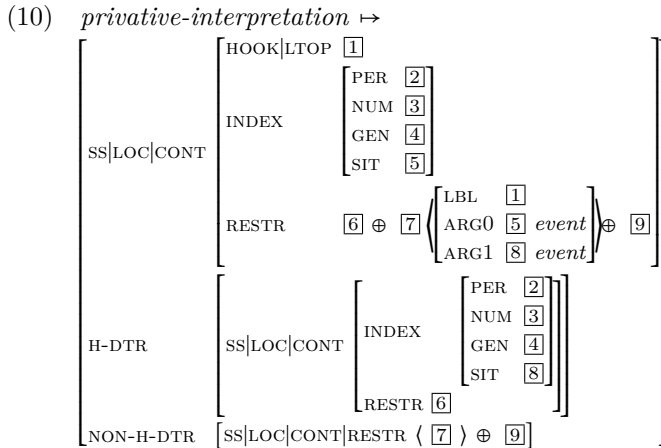 (10) privative-interpretation ↦
HOOK|LTOP 1
PER 2
NUM 3
INDEX
GEN 4
SS|LOC|CONT
SIT 5
LBL 1
RESTR 6 ⊕ 7 ⟨ ARG0 5 event ⟩ ⊕ 9
ARG1 8 event
PER 2
NUM 3
INDEX
GEN 4
H-DTR SS|LOC|CONT
SIT 8
RESTR 6
NON-H-DTR [SS|LOC|CONT|RESTR ⟨ 7 ⟩ ⊕ 9]